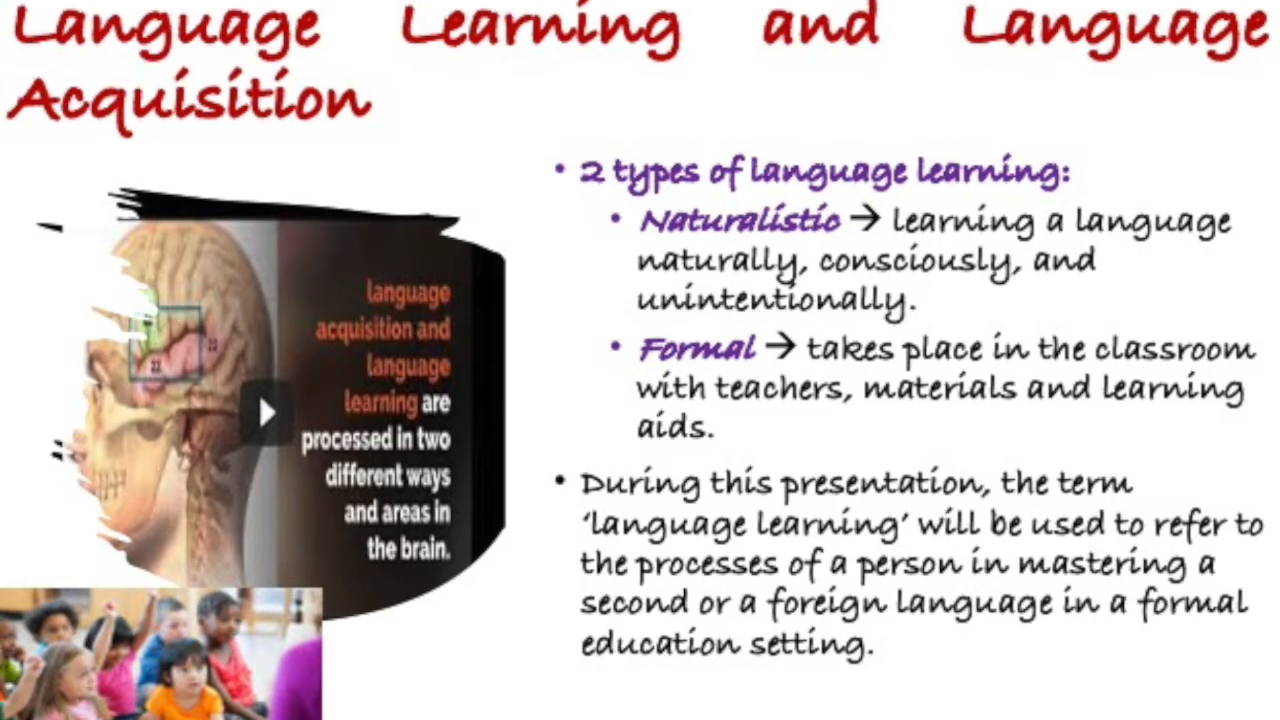 Language Learning and Language
Acquisition
language
acquisition and
language
learning are
processed in two
different ways
and areas in
the brain.
• 2 types of language learning:
• Naturalistic → learning a language
naturally, consciously, and
unintentionally.
• Formal → takes place in the classroom
with teachers, materials and learning
aids.
• During this presentation, the term
‘language learning’ will be used to refer to
the processes of a person in mastering a
second or a foreign language in a formal
education setting.